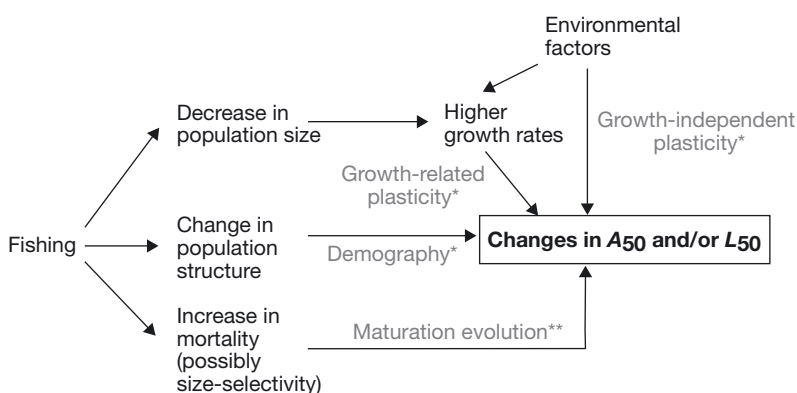 Environmental
factors
Decrease in
population size
Higher
growth rates
Growth-independent
plasticity*
Growth-related
plasticity*
Fishing
Change in
population
structure
Demography*
Changes in A50 and/or L50
Increase in
mortality
(possibly
size-selectivity)
Maturation evolution**